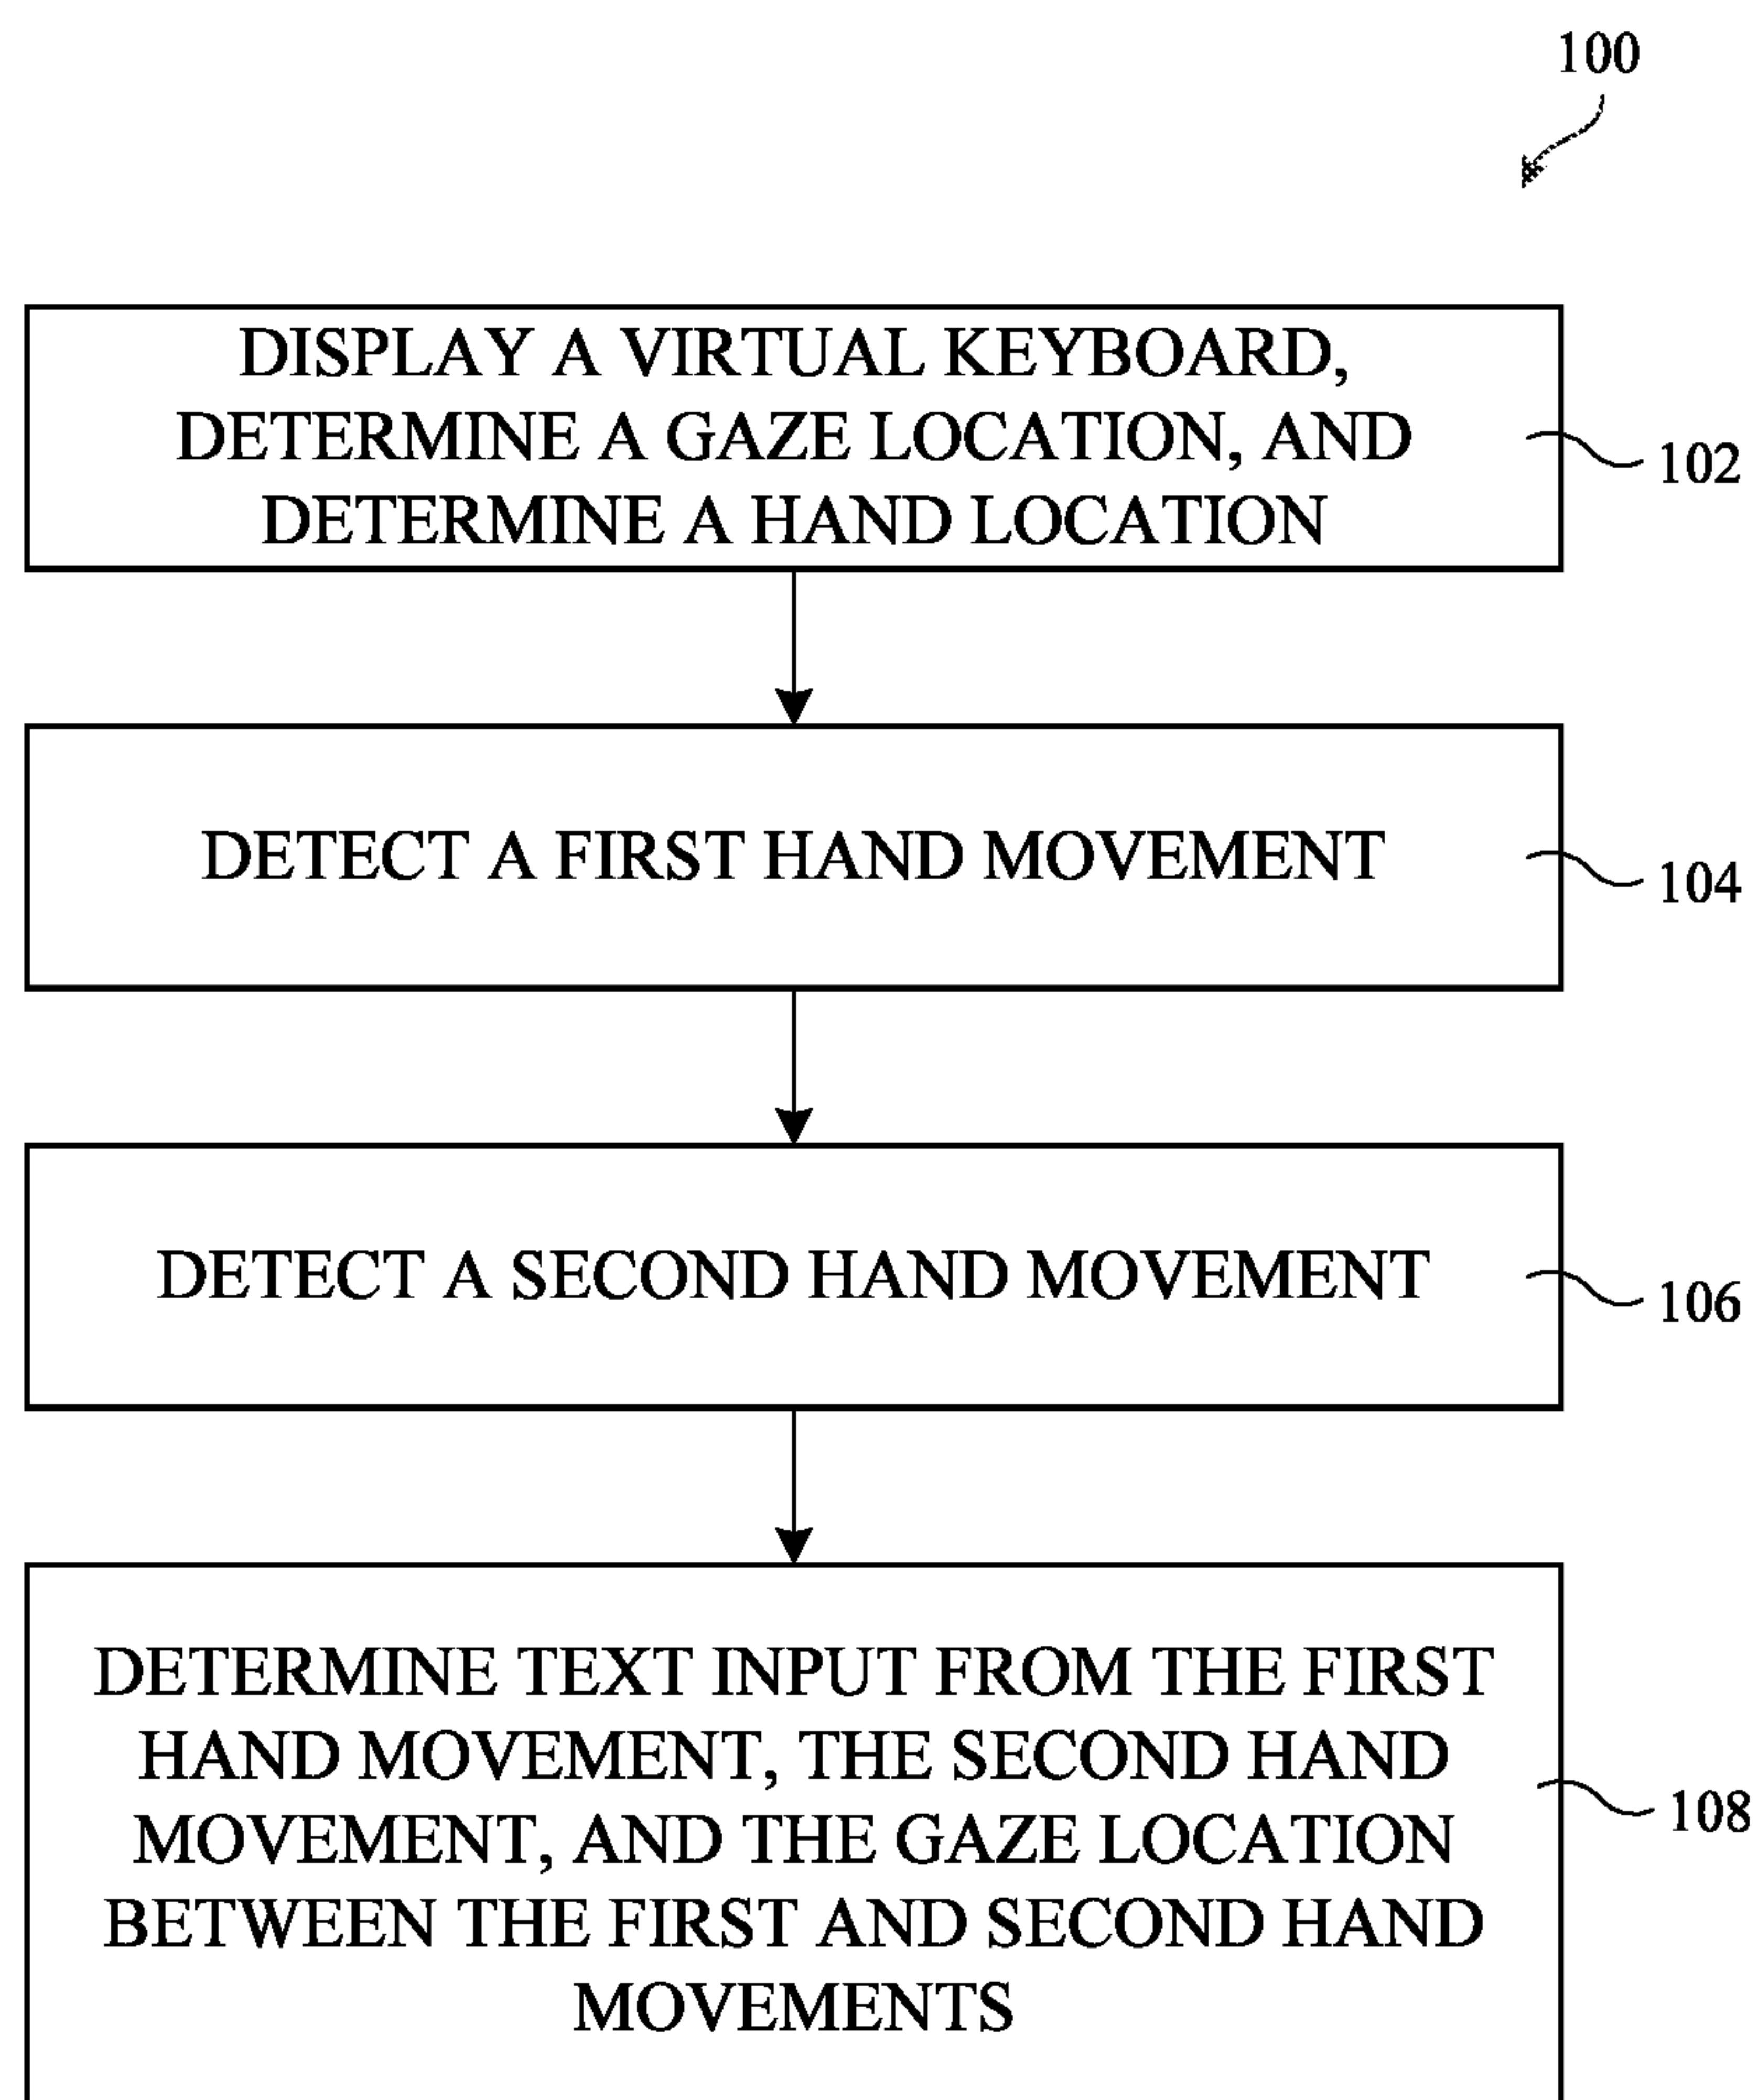 100
DISPLAY A VIRTUAL KEYBOARD,
DETERMINE A GAZE LOCATION, AND
DETERMINE A HAND LOCATION
102
DETECT A FIRST HAND MOVEMENT
104
DETECT A SECOND HAND MOVEMENT
106
DETERMINE TEXT INPUT FROM THE FIRST
HAND MOVEMENT, THE SECOND HAND
MOVEMENT, AND THE GAZE LOCATION
BETWEEN THE FIRST AND SECOND HAND
MOVEMENTS
108